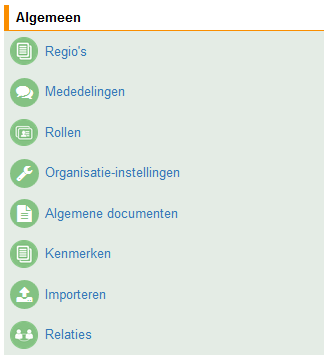 Algemeen
Regio's
Mededelingen
Rollen
Organisatie-instellingen
Algemene documenten
Kenmerken
Importeren
Relaties